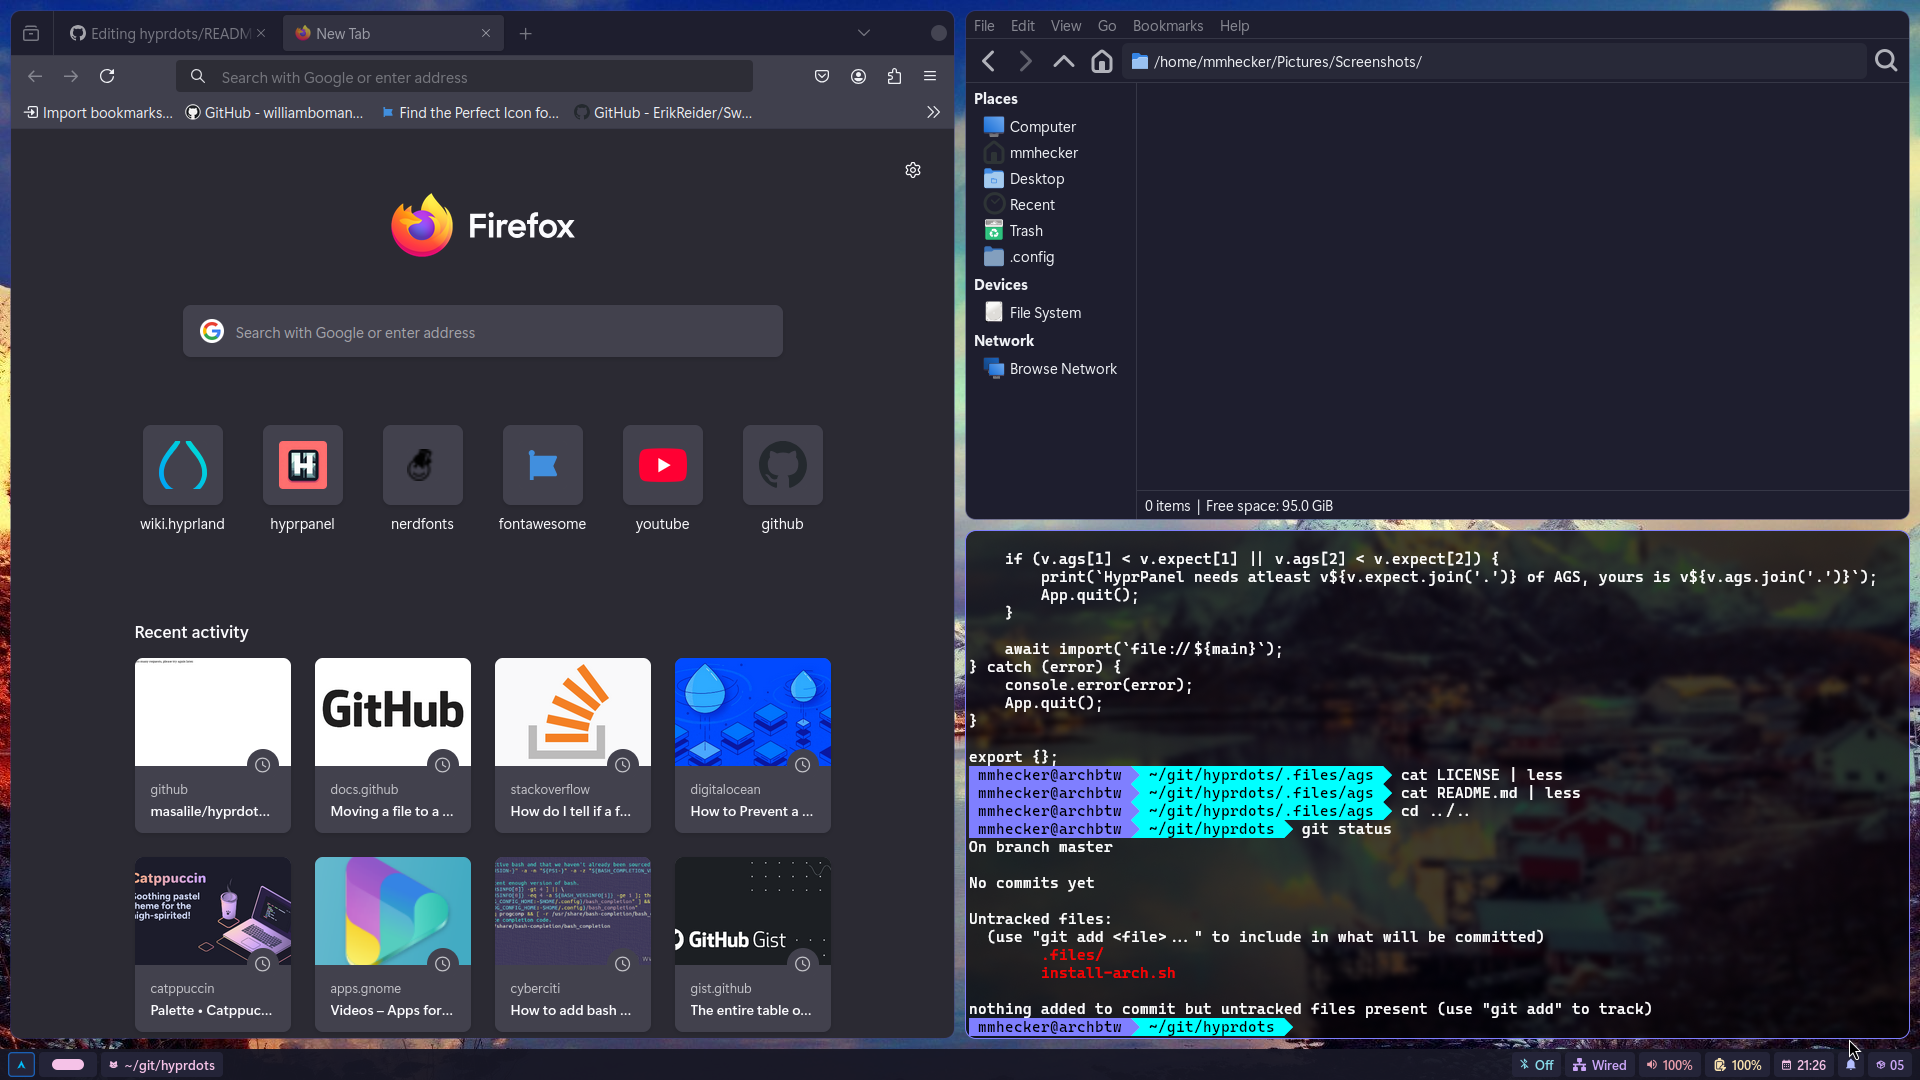 Editing hyprdots/READM
New Tab
Search with Google or enter address
Import bookmarks...
GitHub - williamboman...
Find the Perfect Icon fo...
GitHub - ErikReider/Sw...
Firefox
Search with Google or enter address
wiki.hyprland
hyprpanel
nerdfonts
fontawesome
youtube
github
Recent activity
GitHub
github
masalile/hyprdot...
docs.github
Moving a file to a ...
stackoverflow
How do I tell if a f...
digitalocean
How to Prevent a ...
Catppuccin
Soothing pastel
theme for the
high-spirited!
GitHub Gist
catppuccin
Palette • Catppuc...
apps.gnome
Videos – Apps for...
cyberciti
How to add bash ...
gist.github
The entire table o...
File Edit View Go Bookmarks Help
/home/mmhecker/Pictures/Screenshots/
Places
Computer
mmhecker
Desktop
Recent
Trash
.config
Devices
File System
Network
Browse Network
0 items | Free space: 95.0 GiB
if (v.ags[1] < v.expect[1] || v.ags[2] < v.expect[2]) {
print(`HyprPanel needs atleast v${v.expect.join('.')} of AGS, yours is v${v.ags.join('.')}`);
App.quit();
}
await import(`file://${main}`);
} catch (error) {
console.error(error);
App.quit();
}
export {};
mmhecker@archbtw ~/git/hyprdots/.files/ags cat LICENSE | less
mmhecker@archbtw ~/git/hyprdots/.files/ags cat README.md | less
mmhecker@archbtw ~/git/hyprdots/.files/ags cd ../..
mmhecker@archbtw ~/git/hyprdots git status
On branch master
No commits yet
Untracked files:
(use "git add <file>..." to include in what will be committed)
.files/
install-arch.sh
nothing added to commit but untracked files present (use "git add" to track)
mmhecker@archbtw ~/git/hyprdots
~/git/hyprdots
Off
Wired
100%
100%
21:26
05